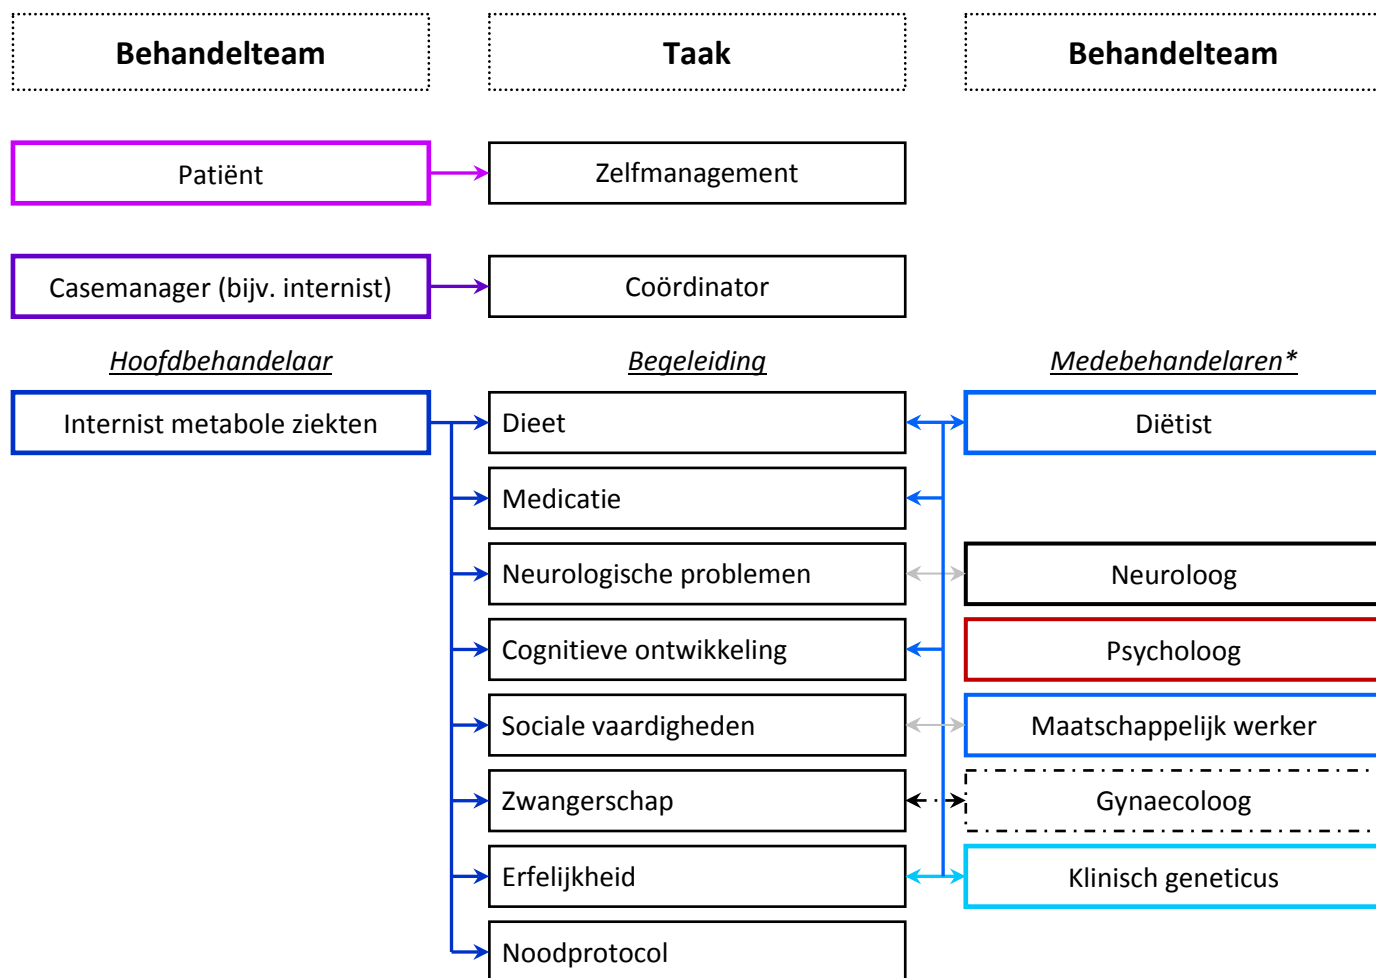 Behandelteam Taak Behandelteam
Patiënt Zelfmanagement
Casemanager (bijv. internist) Coördinator
Hoofdbehandelaar Begeleiding Medebehandelaren*
Internist metabole ziekten Dieet Diëtist
Medicatie
Neurologische problemen Neuroloog
Cognitieve ontwikkeling Psycholoog
Sociale vaardigheden Maatschappelijk werker
Zwangerschap Gynaecoloog
Erfelijkheid Klinisch geneticus
Noodprotocol